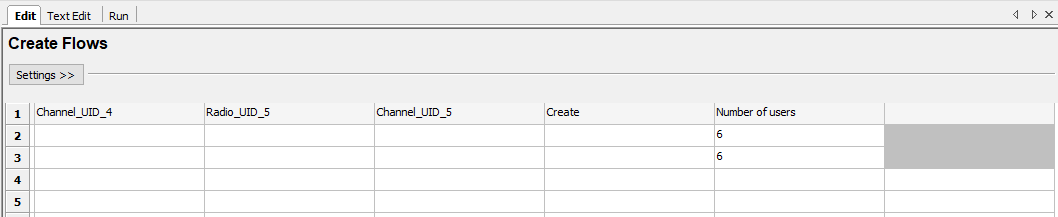 Edit Text Edit Run
Create Flows
Settings >>
1 Channel_UID_4 Radio_UID_5 Channel_UID_5 Create Number of users
2 6
3 6
4
5